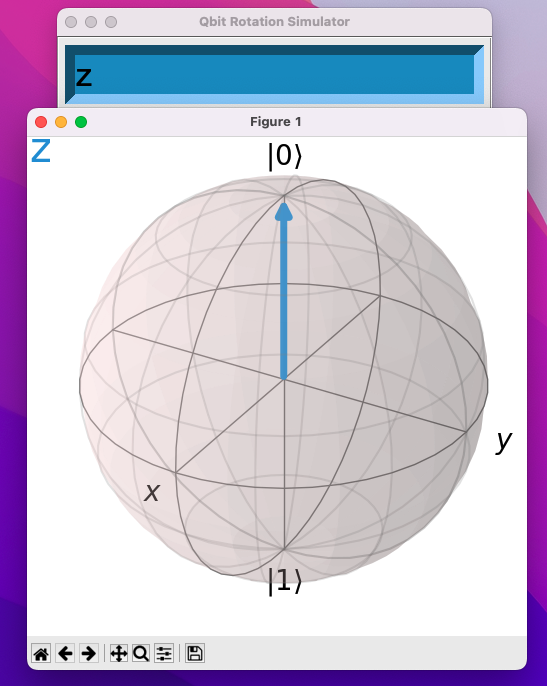 Qbit Rotation Simulator
Z
Figure 1
Z
|0⟩
y
x
|1⟩